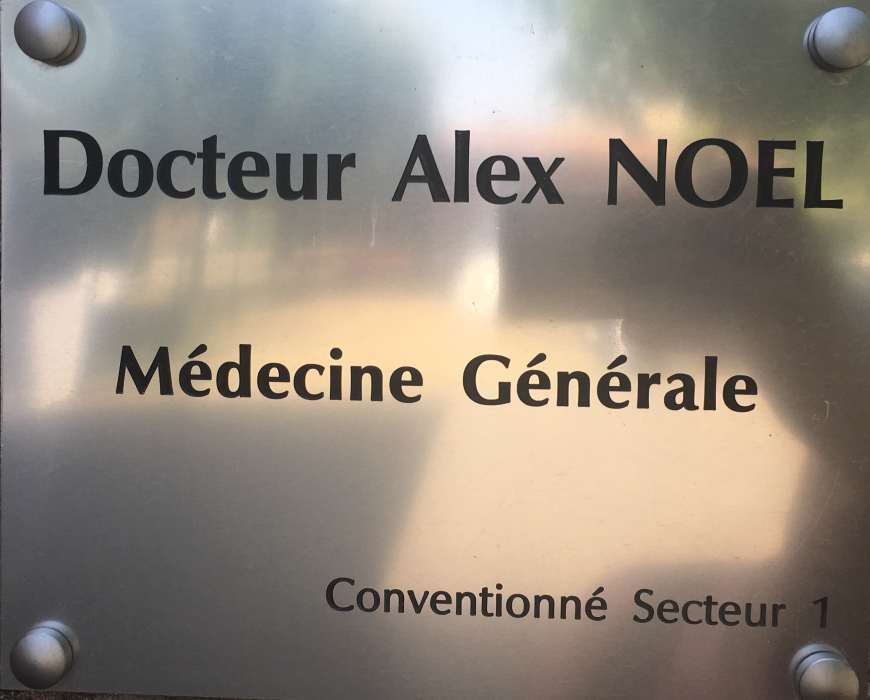 Docteur Alex NOEL
Médecine Générale
Conventionné Secteur 1